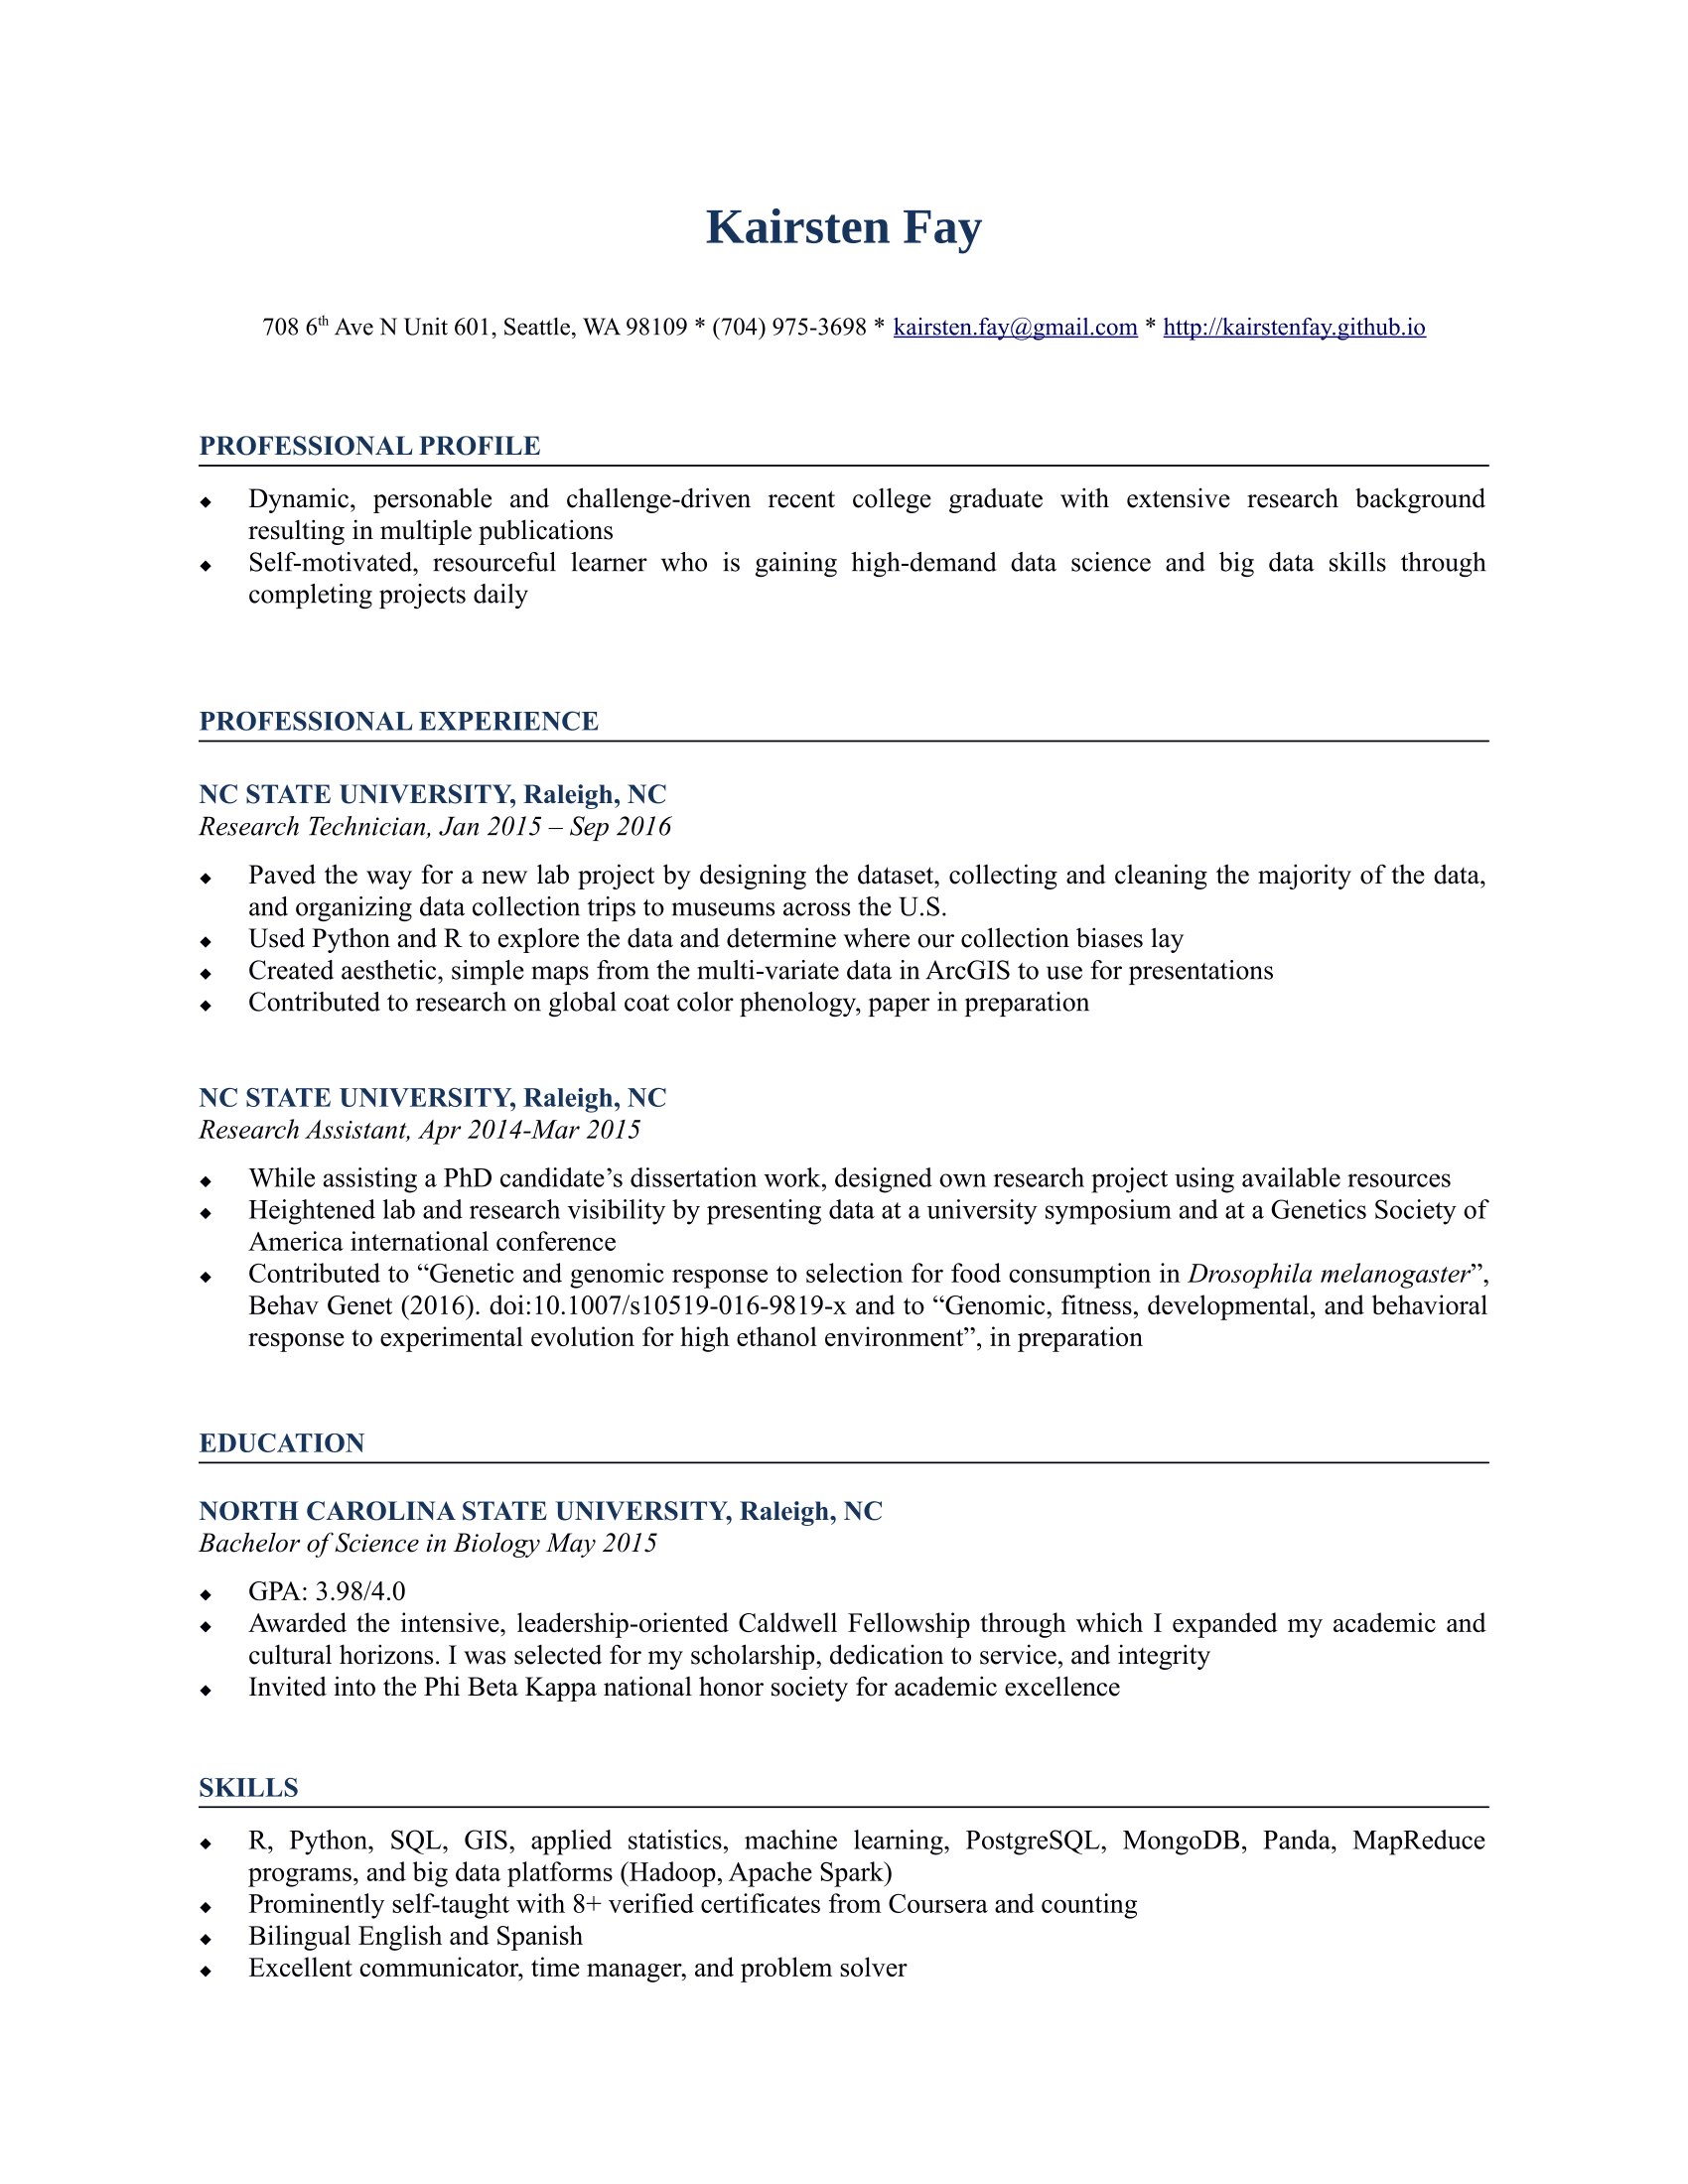 Kairsten Fay
708 6th Ave N Unit 601, Seattle, WA 98109 * (704) 975-3698 * kairsten.fay@gmail.com * http://kairstenfay.github.io
PROFESSIONAL PROFILE
◆ Dynamic, personable and challenge-driven recent college graduate with extensive research background
resulting in multiple publications
◆ Self-motivated, resourceful learner who is gaining high-demand data science and big data skills through
completing projects daily
PROFESSIONAL EXPERIENCE
NC STATE UNIVERSITY, Raleigh, NC
Research Technician, Jan 2015 – Sep 2016
◆ Paved the way for a new lab project by designing the dataset, collecting and cleaning the majority of the data,
and organizing data collection trips to museums across the U.S.
◆ Used Python and R to explore the data and determine where our collection biases lay
◆ Created aesthetic, simple maps from the multi-variate data in ArcGIS to use for presentations
◆ Contributed to research on global coat color phenology, paper in preparation
NC STATE UNIVERSITY, Raleigh, NC
Research Assistant, Apr 2014-Mar 2015
◆ While assisting a PhD candidate’s dissertation work, designed own research project using available resources
◆ Heightened lab and research visibility by presenting data at a university symposium and at a Genetics Society of
America international conference
◆ Contributed to “Genetic and genomic response to selection for food consumption in Drosophila melanogaster”,
Behav Genet (2016). doi:10.1007/s10519-016-9819-x and to “Genomic, fitness, developmental, and behavioral
response to experimental evolution for high ethanol environment”, in preparation
EDUCATION
NORTH CAROLINA STATE UNIVERSITY, Raleigh, NC
Bachelor of Science in Biology May 2015
◆ GPA: 3.98/4.0
◆ Awarded the intensive, leadership-oriented Caldwell Fellowship through which I expanded my academic and
cultural horizons. I was selected for my scholarship, dedication to service, and integrity
◆ Invited into the Phi Beta Kappa national honor society for academic excellence
SKILLS
◆ R, Python, SQL, GIS, applied statistics, machine learning, PostgreSQL, MongoDB, Panda, MapReduce
programs, and big data platforms (Hadoop, Apache Spark)
◆ Prominently self-taught with 8+ verified certificates from Coursera and counting
◆ Bilingual English and Spanish
◆ Excellent communicator, time manager, and problem solver